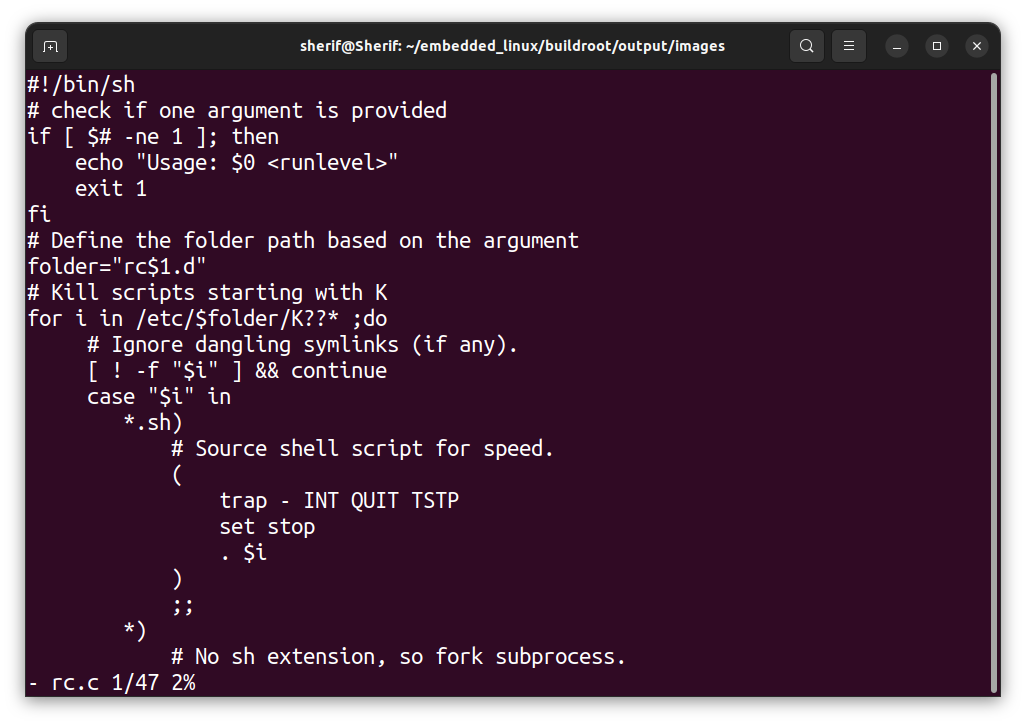 sherif@Sherif: ~/embedded_linux/buildroot/output/images
#!/bin/sh
# check if one argument is provided
if [ $# -ne 1 ]; then
    echo "Usage: $0 <runlevel>"
    exit 1
fi
# Define the folder path based on the argument
folder="rc$1.d"
# Kill scripts starting with K
for i in /etc/$folder/K??* ;do
     # Ignore dangling symlinks (if any).
     [ ! -f "$i" ] && continue
     case "$i" in
        *.sh)
            # Source shell script for speed.
            (
                trap - INT QUIT TSTP
                set stop
                . $i
            )
            ;;
        *)
            # No sh extension, so fork subprocess.
- rc.c 1/47 2%